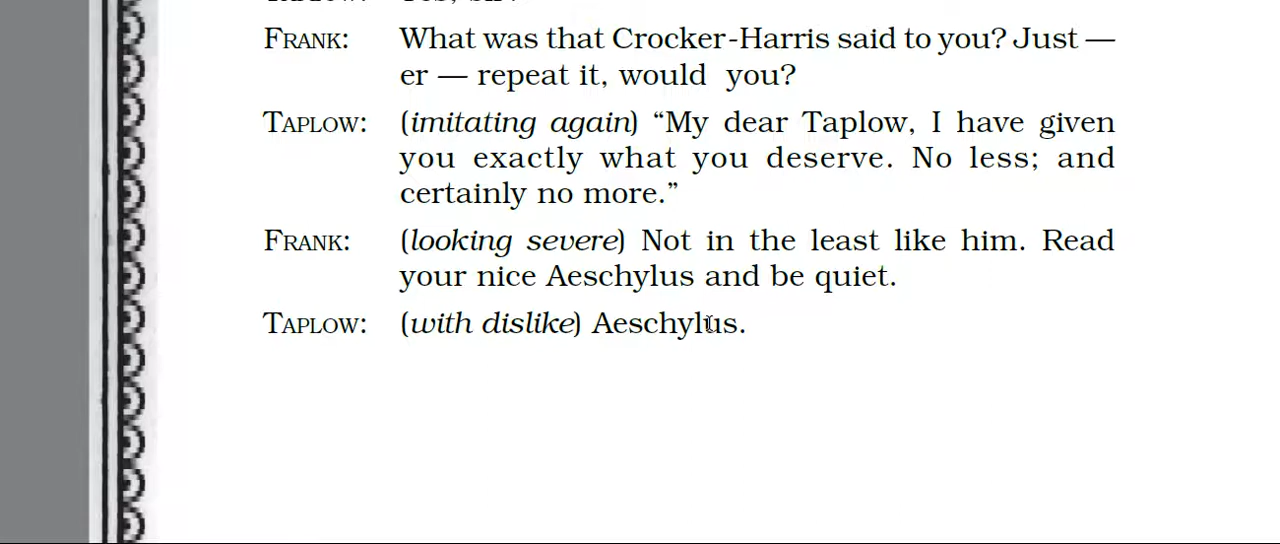 FRANK: What was that Crocker-Harris said to you? Just —
er — repeat it, would you?
TAPLOW: (imitating again) “My dear Taplow, I have given
you exactly what you deserve. No less; and
certainly no more.”
FRANK: (looking severe) Not in the least like him. Read
your nice Aeschylus and be quiet.
TAPLOW: (with dislike) Aeschylus.